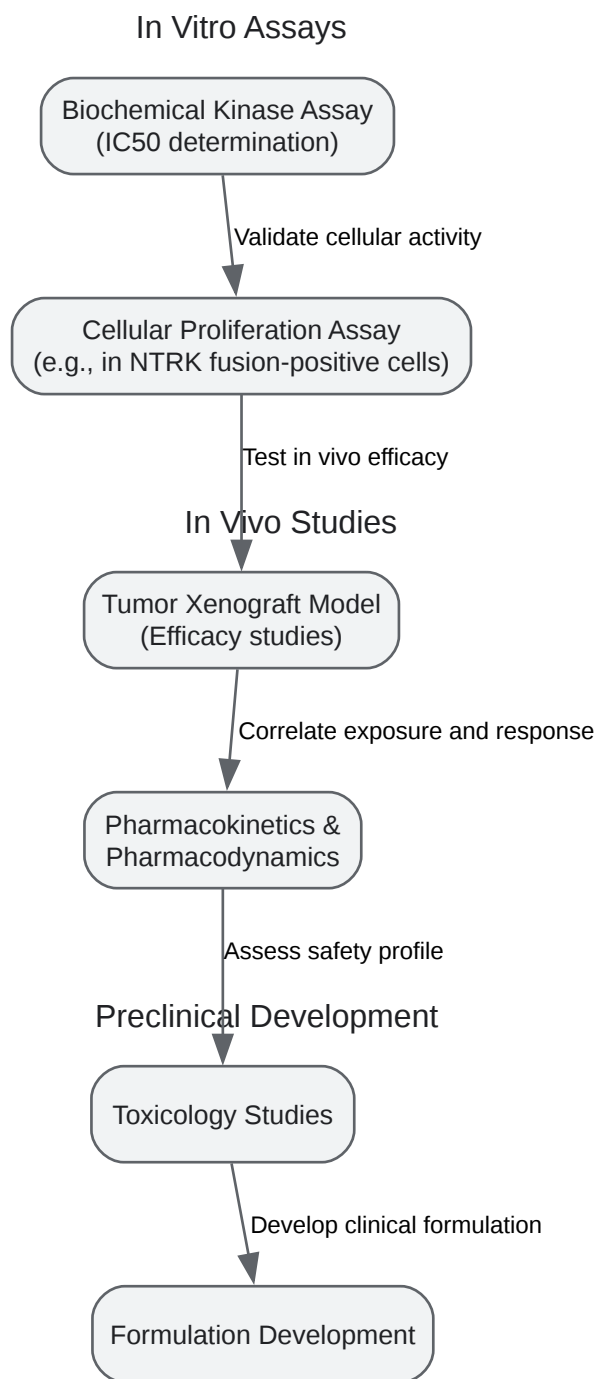 In Vitro Assays
Biochemical Kinase Assay
(IC50 determination)
Validate cellular activity
Cellular Proliferation Assay
(e.g., in NTRK fusion-positive cells)
Test in vivo efficacy
In Vivo Studies
Tumor Xenograft Model
(Efficacy studies)
Correlate exposure and response
Pharmacokinetics &
Pharmacodynamics
Assess safety profile
Preclinical Development
Toxicology Studies
Develop clinical formulation
Formulation Development